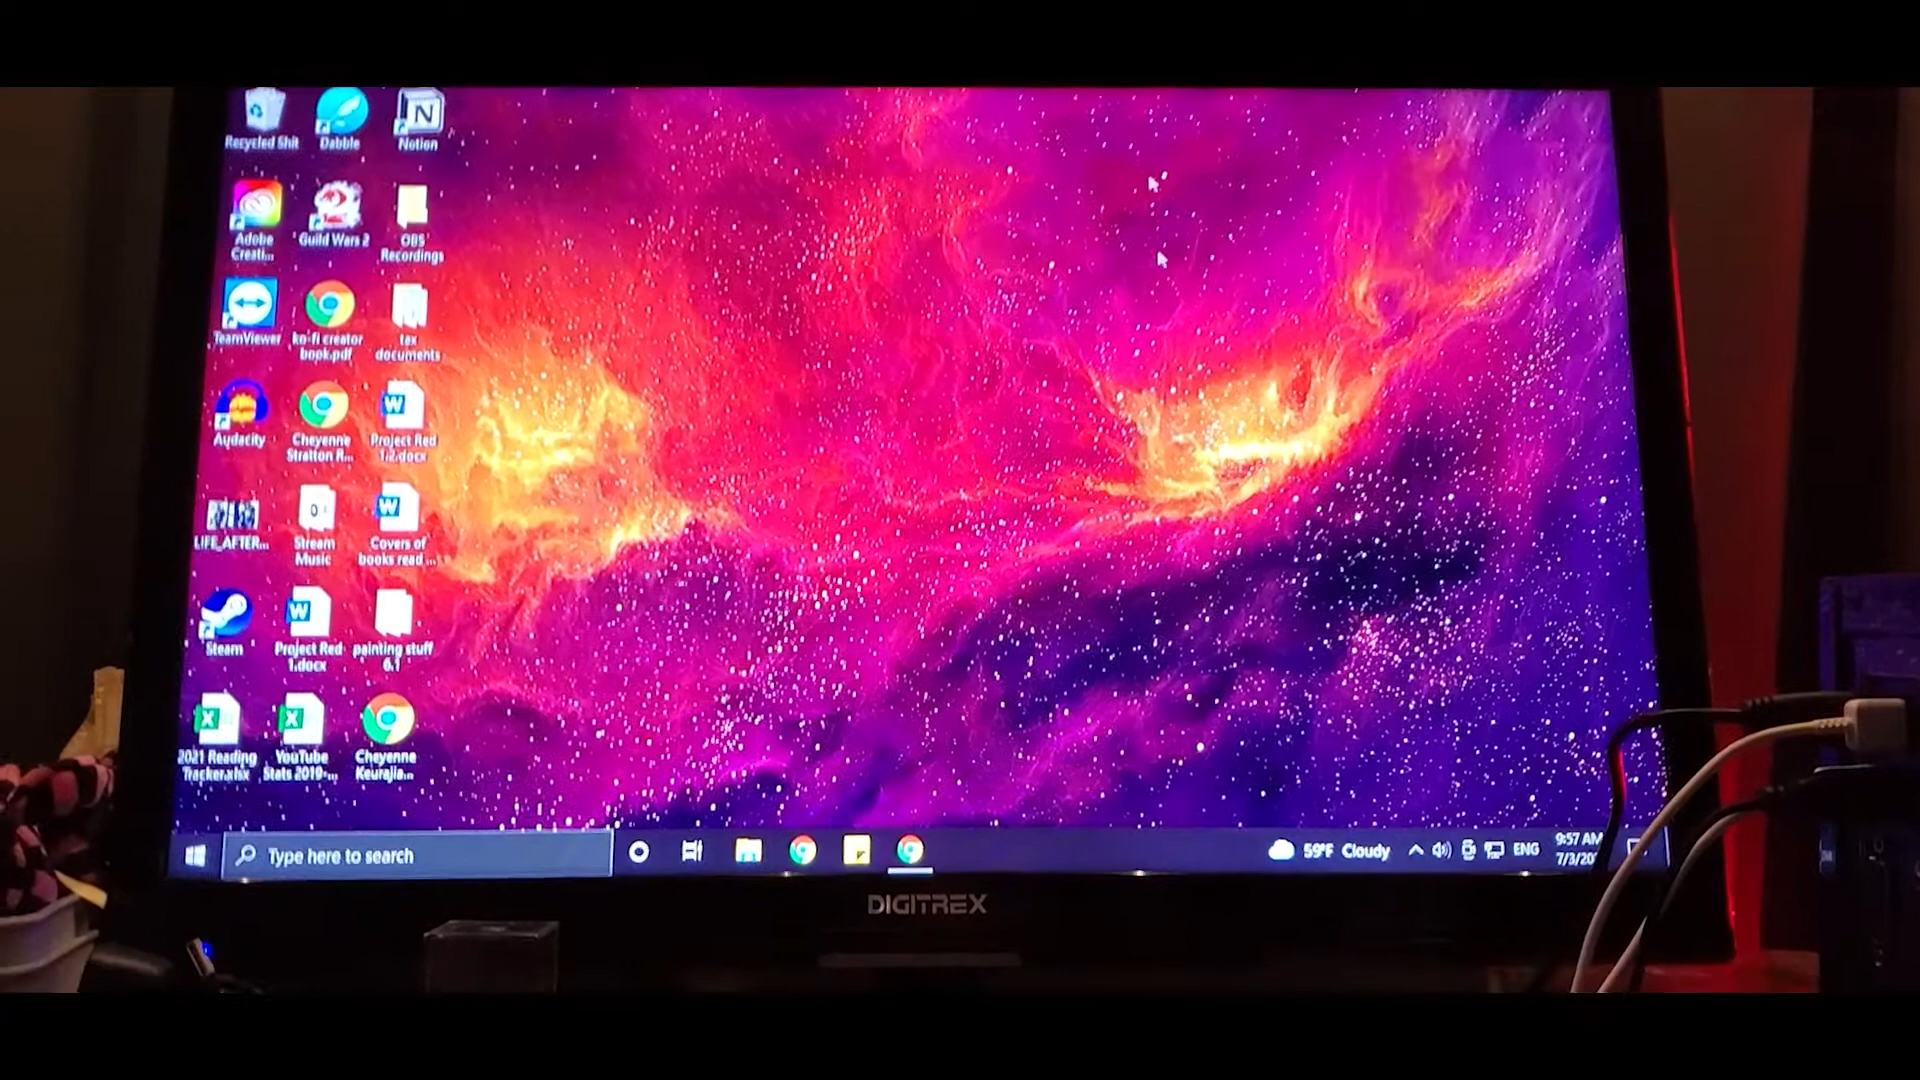 Recycled Shit
Dabble
Notion
Adobe
Creati...
Guild Wars 2
OBS
Recordings
TeamViewer
ko-fi creator
book.pdf
tax
documents
Audacity
Cheyenne
Stratton R...
Project Red
1.2.docx
LIFE_AFTER...
Stream
Music
Covers of
books read ...
Steam
Project Red
1.docx
painting stuff
6.1
2021 Reading
Tracker.xlsx
YouTube
Stats 2019-...
Cheyenne
Keurajia...
Type here to search
59°F Cloudy
ENG
9:57 AM
7/3/20
DIGITREX